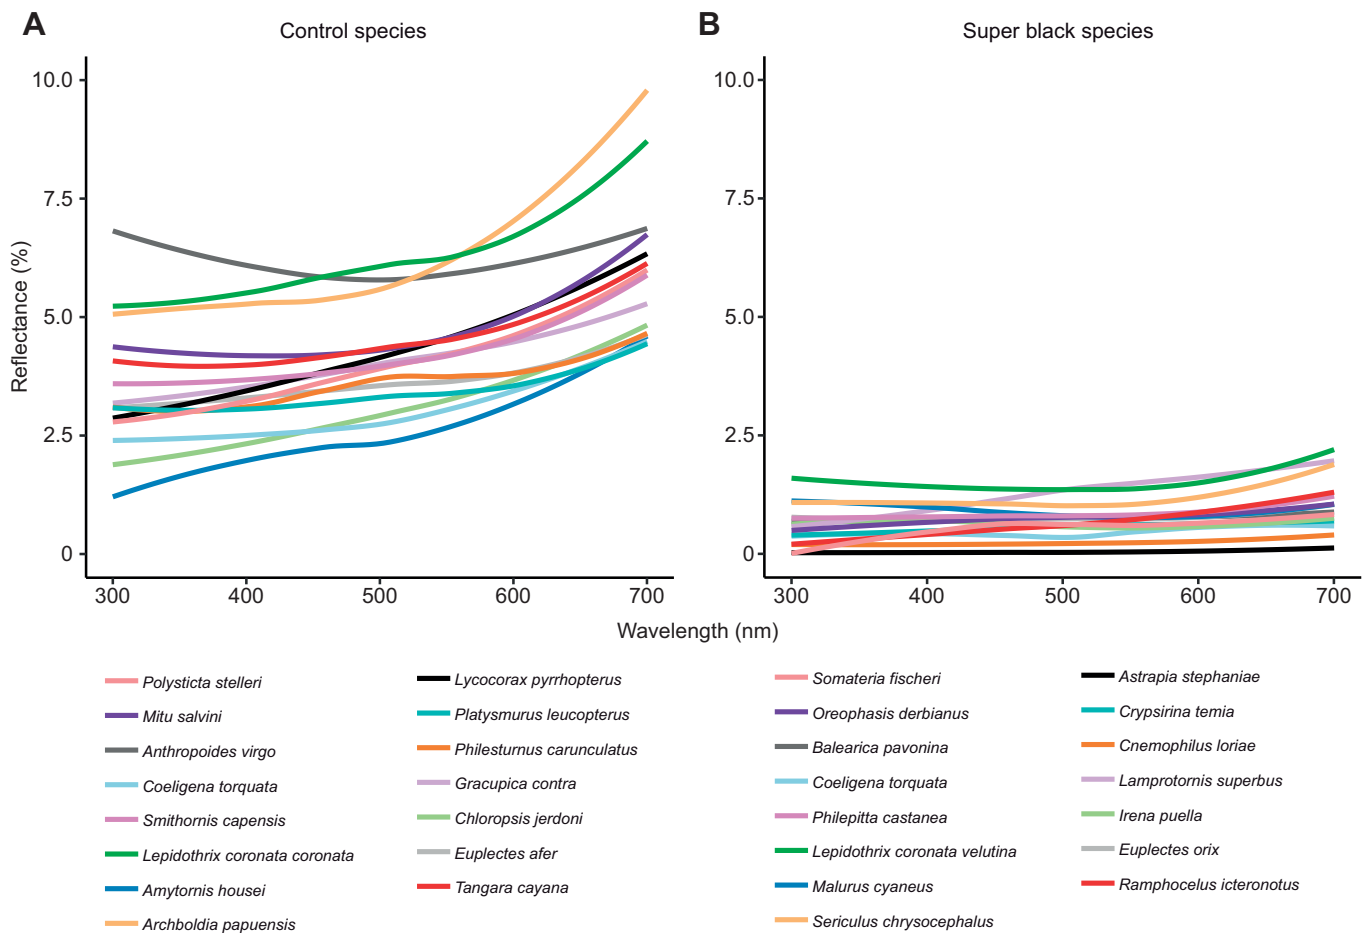 A
Control species
B
Super black species
Reflectance (%)
10.0
7.5
5.0
2.5
0
300
400
500
600
700
10.0
7.5
5.0
2.5
0
300
400
500
600
700
Wavelength (nm)
Polysticta stelleri
Mitu salvini
Anthropoides virgo
Coeligena torquata
Smithornis capensis
Lepidothrix coronata coronata
Amytornis housei
Archboldia papuensis
Lycocorax pyrrhopterus
Platysmurus leucopterus
Philesturnus carunculatus
Gracupica contra
Chloropsis jerdoni
Euplectes afer
Tangara cayana
Somateria fischeri
Oreophasis derbianus
Balearica pavonina
Coeligena torquata
Philepitta castanea
Lepidothrix coronata velutina
Malurus cyaneus
Sericulus chrysocephalus
Astrapia stephaniae
Crypsirina temia
Cnemophilus loriae
Lamprotornis superbus
Irena puella
Euplectes orix
Ramphocelus icteronotus